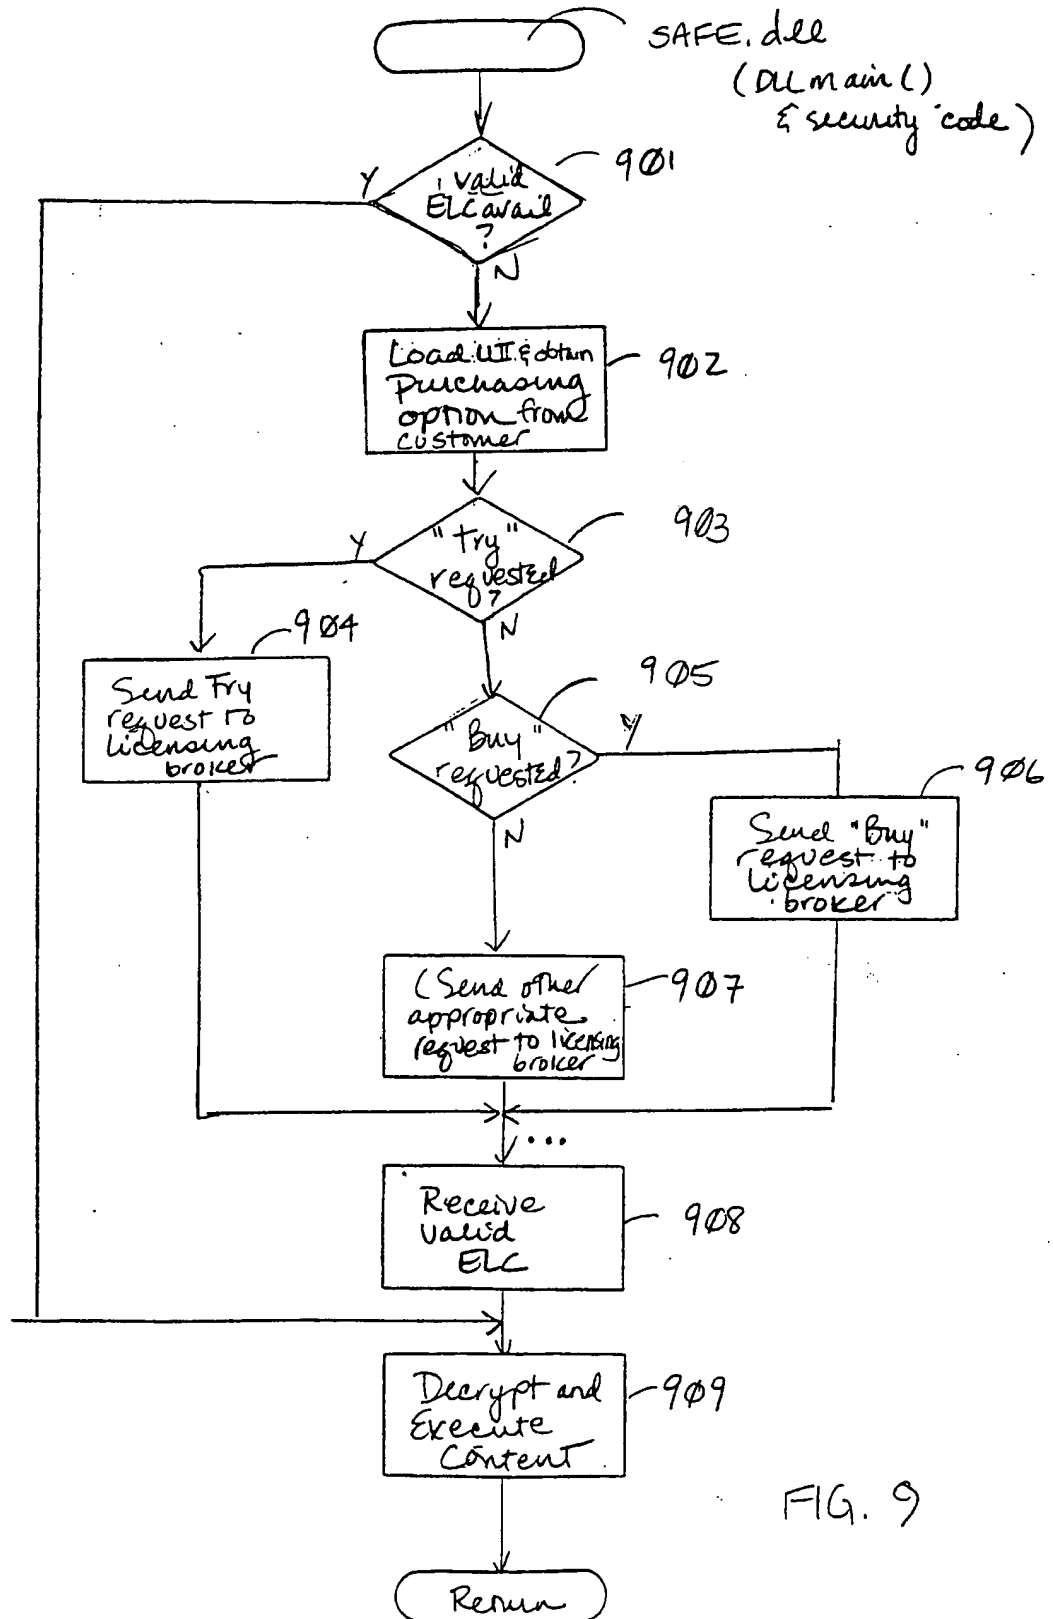 SAFE.dll
(DLLmain()
& security code)
901
Y
valid
ELC avail
?
N
Load UI & obtain
purchasing
option from
customer
902
903
"Try"
requested
?
Y
N
904
Send Try
request to
licensing
broker
905
"Buy"
requested?
Y
N
906
Send "Buy"
request to
licensing
broker
907
(Send other
appropriate
request to licensing
broker
...
Receive
valid
ELC
908
Decrypt and
Execute
Content
909
FIG. 9
Return